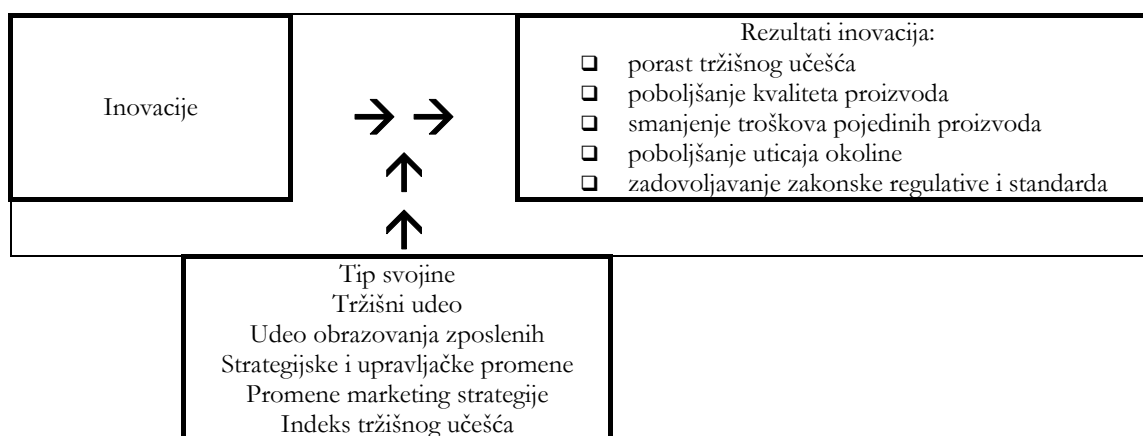 Inovacije
Rezultati inovacija:
❑ porast tržišnog učešća
❑ poboljšanje kvaliteta proizvoda
❑ smanjenje troškova pojedinih proizvoda
❑ poboljšanje uticaja okoline
❑ zadovoljavanje zakonske regulative i standarda
Tip svojine
Tržišni udeo
Udeo obrazovanja zposlenih
Strategijske i upravljačke promene
Promene marketing strategije
Indeks tržišnog učešća